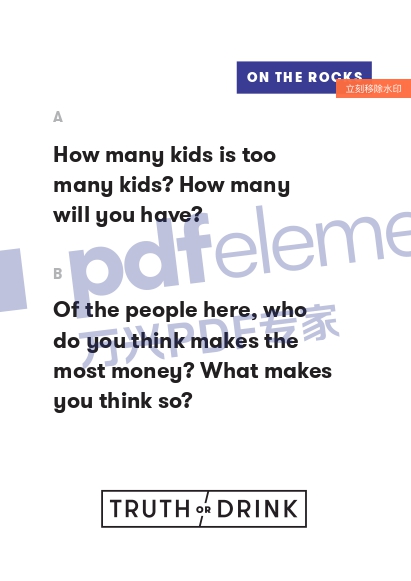 ON THE ROCKS
立刻移除水印
A
How many kids is too
many kids? How many
will you have?
pdfeleme
B
Of the people here, who
do you think makes the
most money? What makes
you think so?
万兴PDF专家
TRUTH OR DRINK